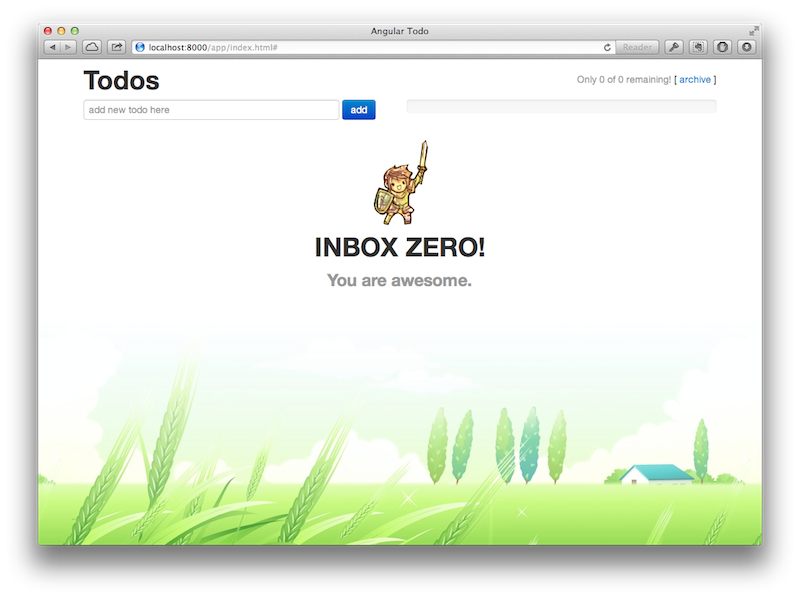 Angular Todo
localhost:8000/app/index.html#
Reader
Todos
Only 0 of 0 remaining! [ archive ]
add new todo here
add
INBOX ZERO!
You are awesome.